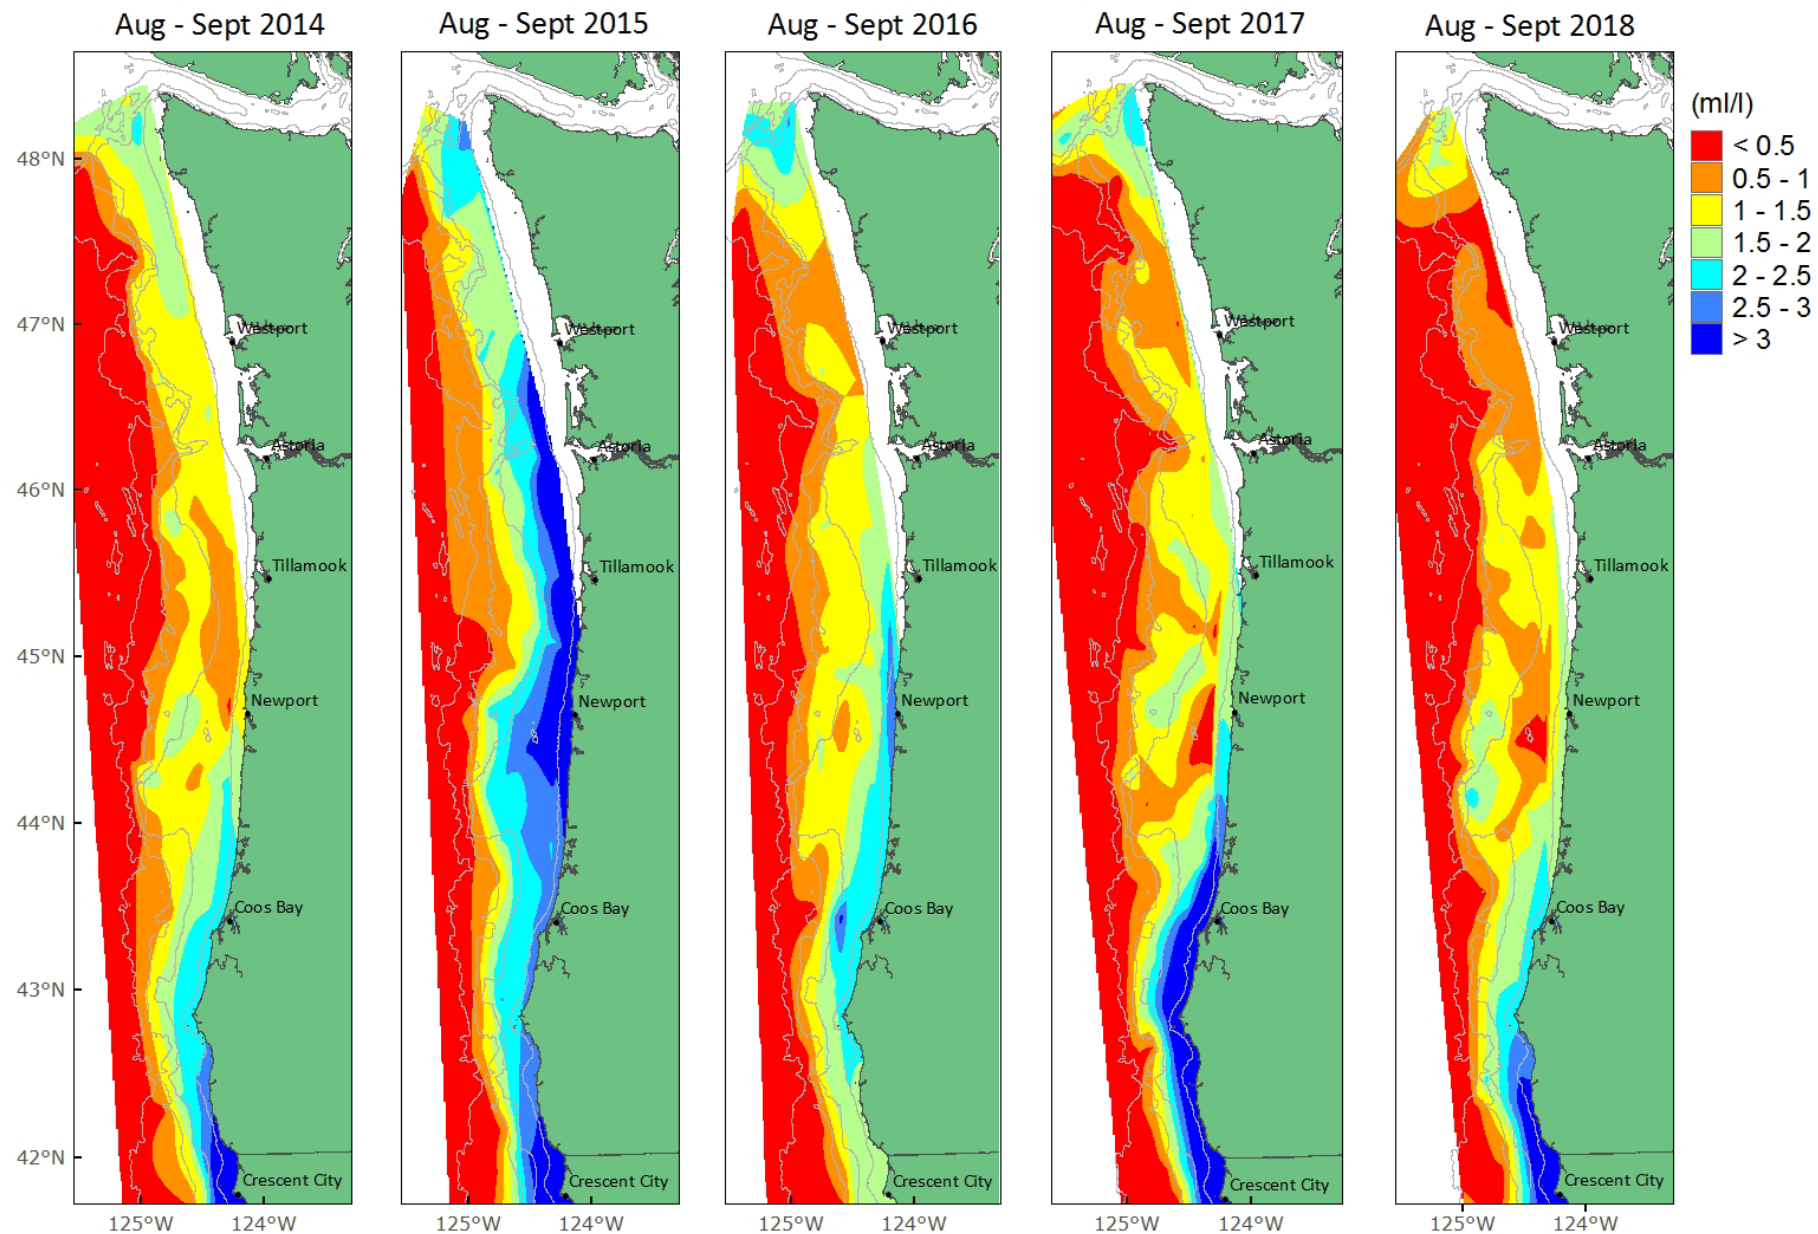 Aug - Sept 2014
Aug - Sept 2015
Aug - Sept 2016
Aug - Sept 2017
Aug - Sept 2018
(ml/l)
< 0.5
0.5 - 1
1 - 1.5
1.5 - 2
2 - 2.5
2.5 - 3
> 3
48°N
47°N
46°N
45°N
44°N
43°N
42°N
Westport
Astoria
Tillamook
Newport
Coos Bay
Crescent City
Westport
Astoria
Tillamook
Newport
Coos Bay
Crescent City
Westport
Astoria
Tillamook
Newport
Coos Bay
Crescent City
Westport
Astoria
Tillamook
Newport
Coos Bay
Crescent City
Westport
Astoria
Tillamook
Newport
Coos Bay
Crescent City
125°W 124°W
125°W 124°W
125°W 124°W
125°W 124°W
125°W 124°W